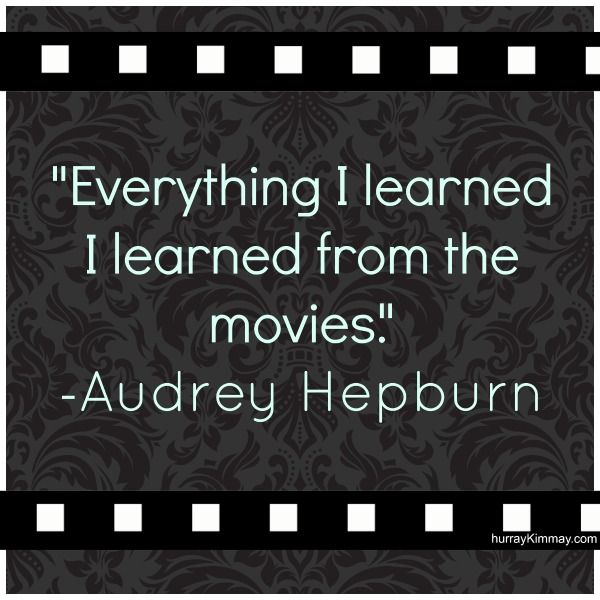 "Everything I learned
I learned from the
movies."
-Audrey Hepburn
hurrayKimmay.com